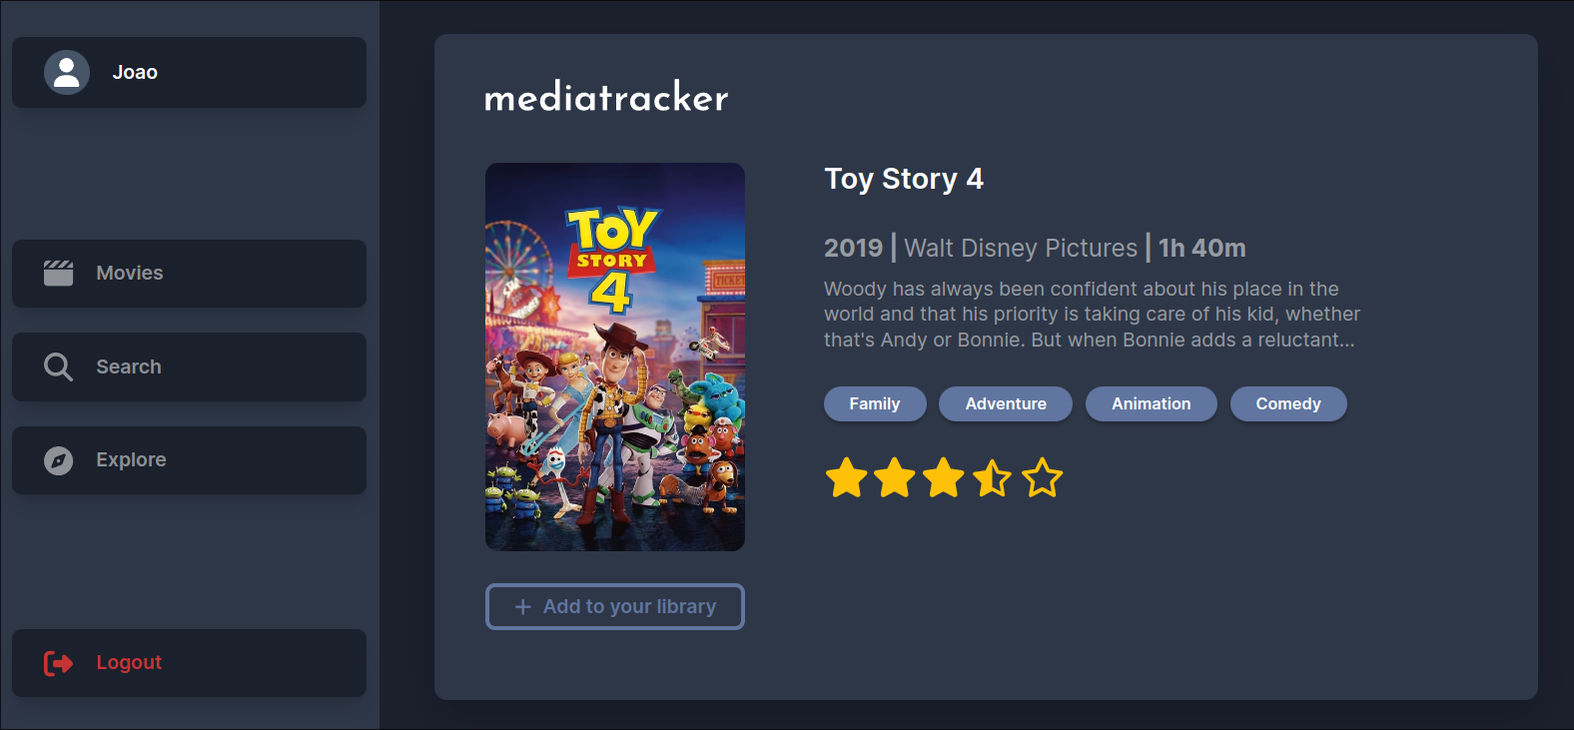 Joao
Movies
Search
Explore
Logout
mediatracker
TOY
STORY
4
TICKET
Add to your library
Toy Story 4
2019 | Walt Disney Pictures | 1h 40m
Woody has always been confident about his place in the
world and that his priority is taking care of his kid, whether
that's Andy or Bonnie. But when Bonnie adds a reluctant...
Family
Adventure
Animation
Comedy